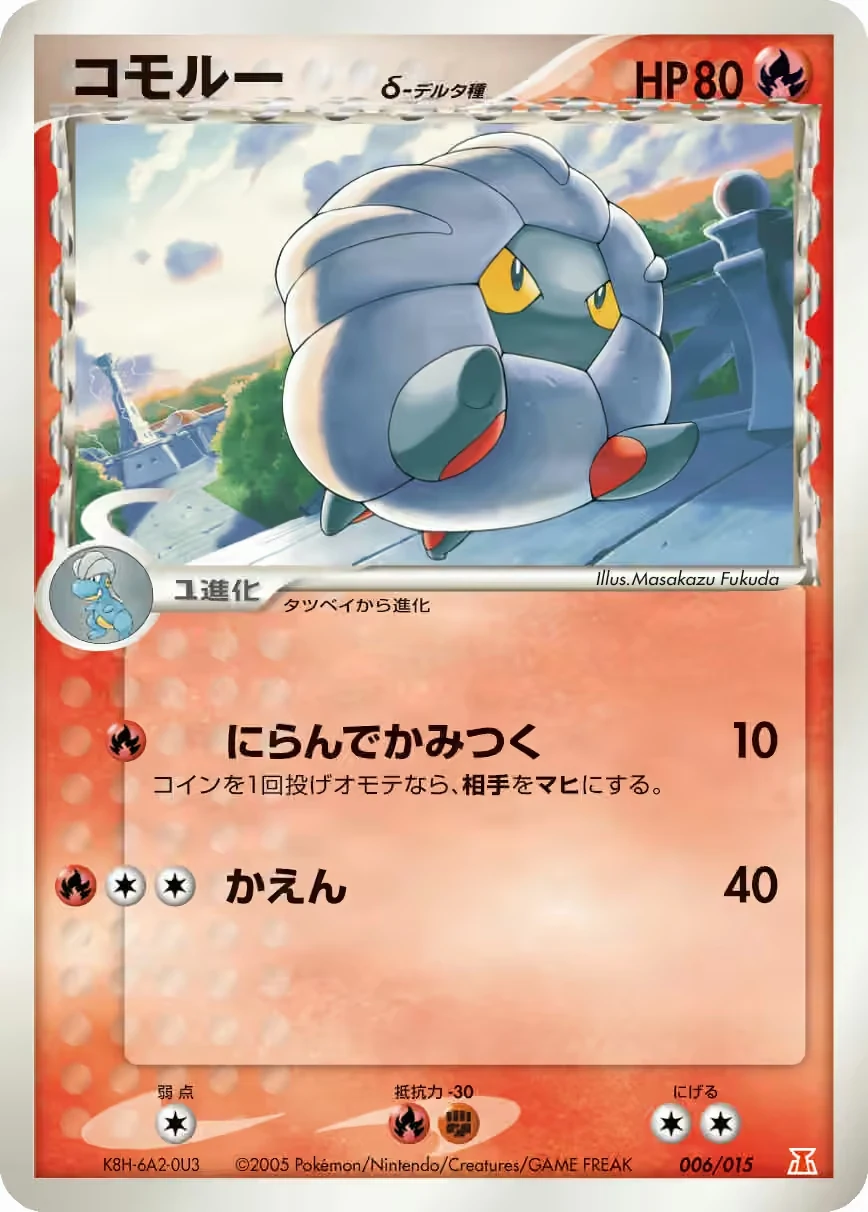 コモルー δ-デルタ種 HP80
Illus.Masakazu Fukuda
1進化
タツベイから進化
にらんでかみつく 10
コインを1回投げオモテなら、相手をマヒにする。
かえん 40
弱点 抵抗力 -30 にげる
K8H-6A2-0U3 ©2005 Pokémon/Nintendo/Creatures/GAME FREAK 006/015